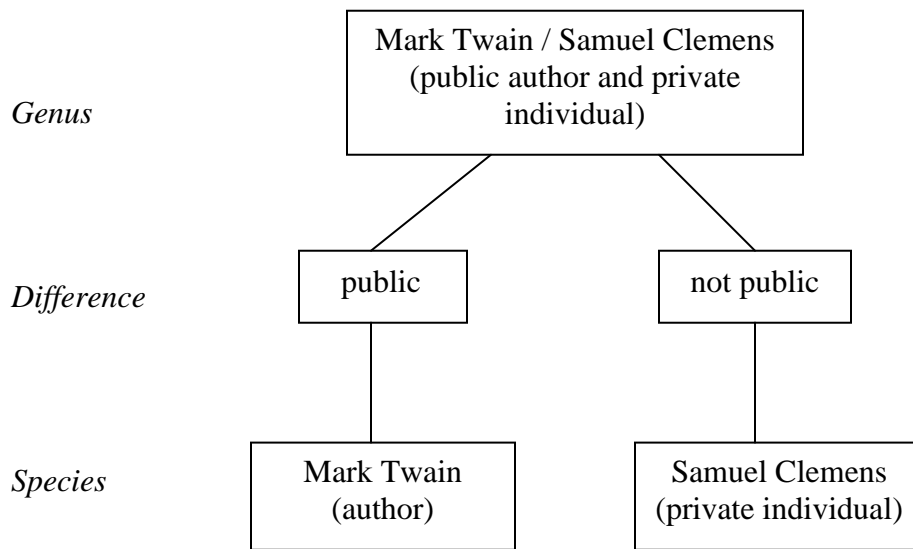 Mark Twain / Samuel Clemens
(public author and private
individual)
Genus
public
not public
Difference
Mark Twain
(author)
Samuel Clemens
(private individual)
Species